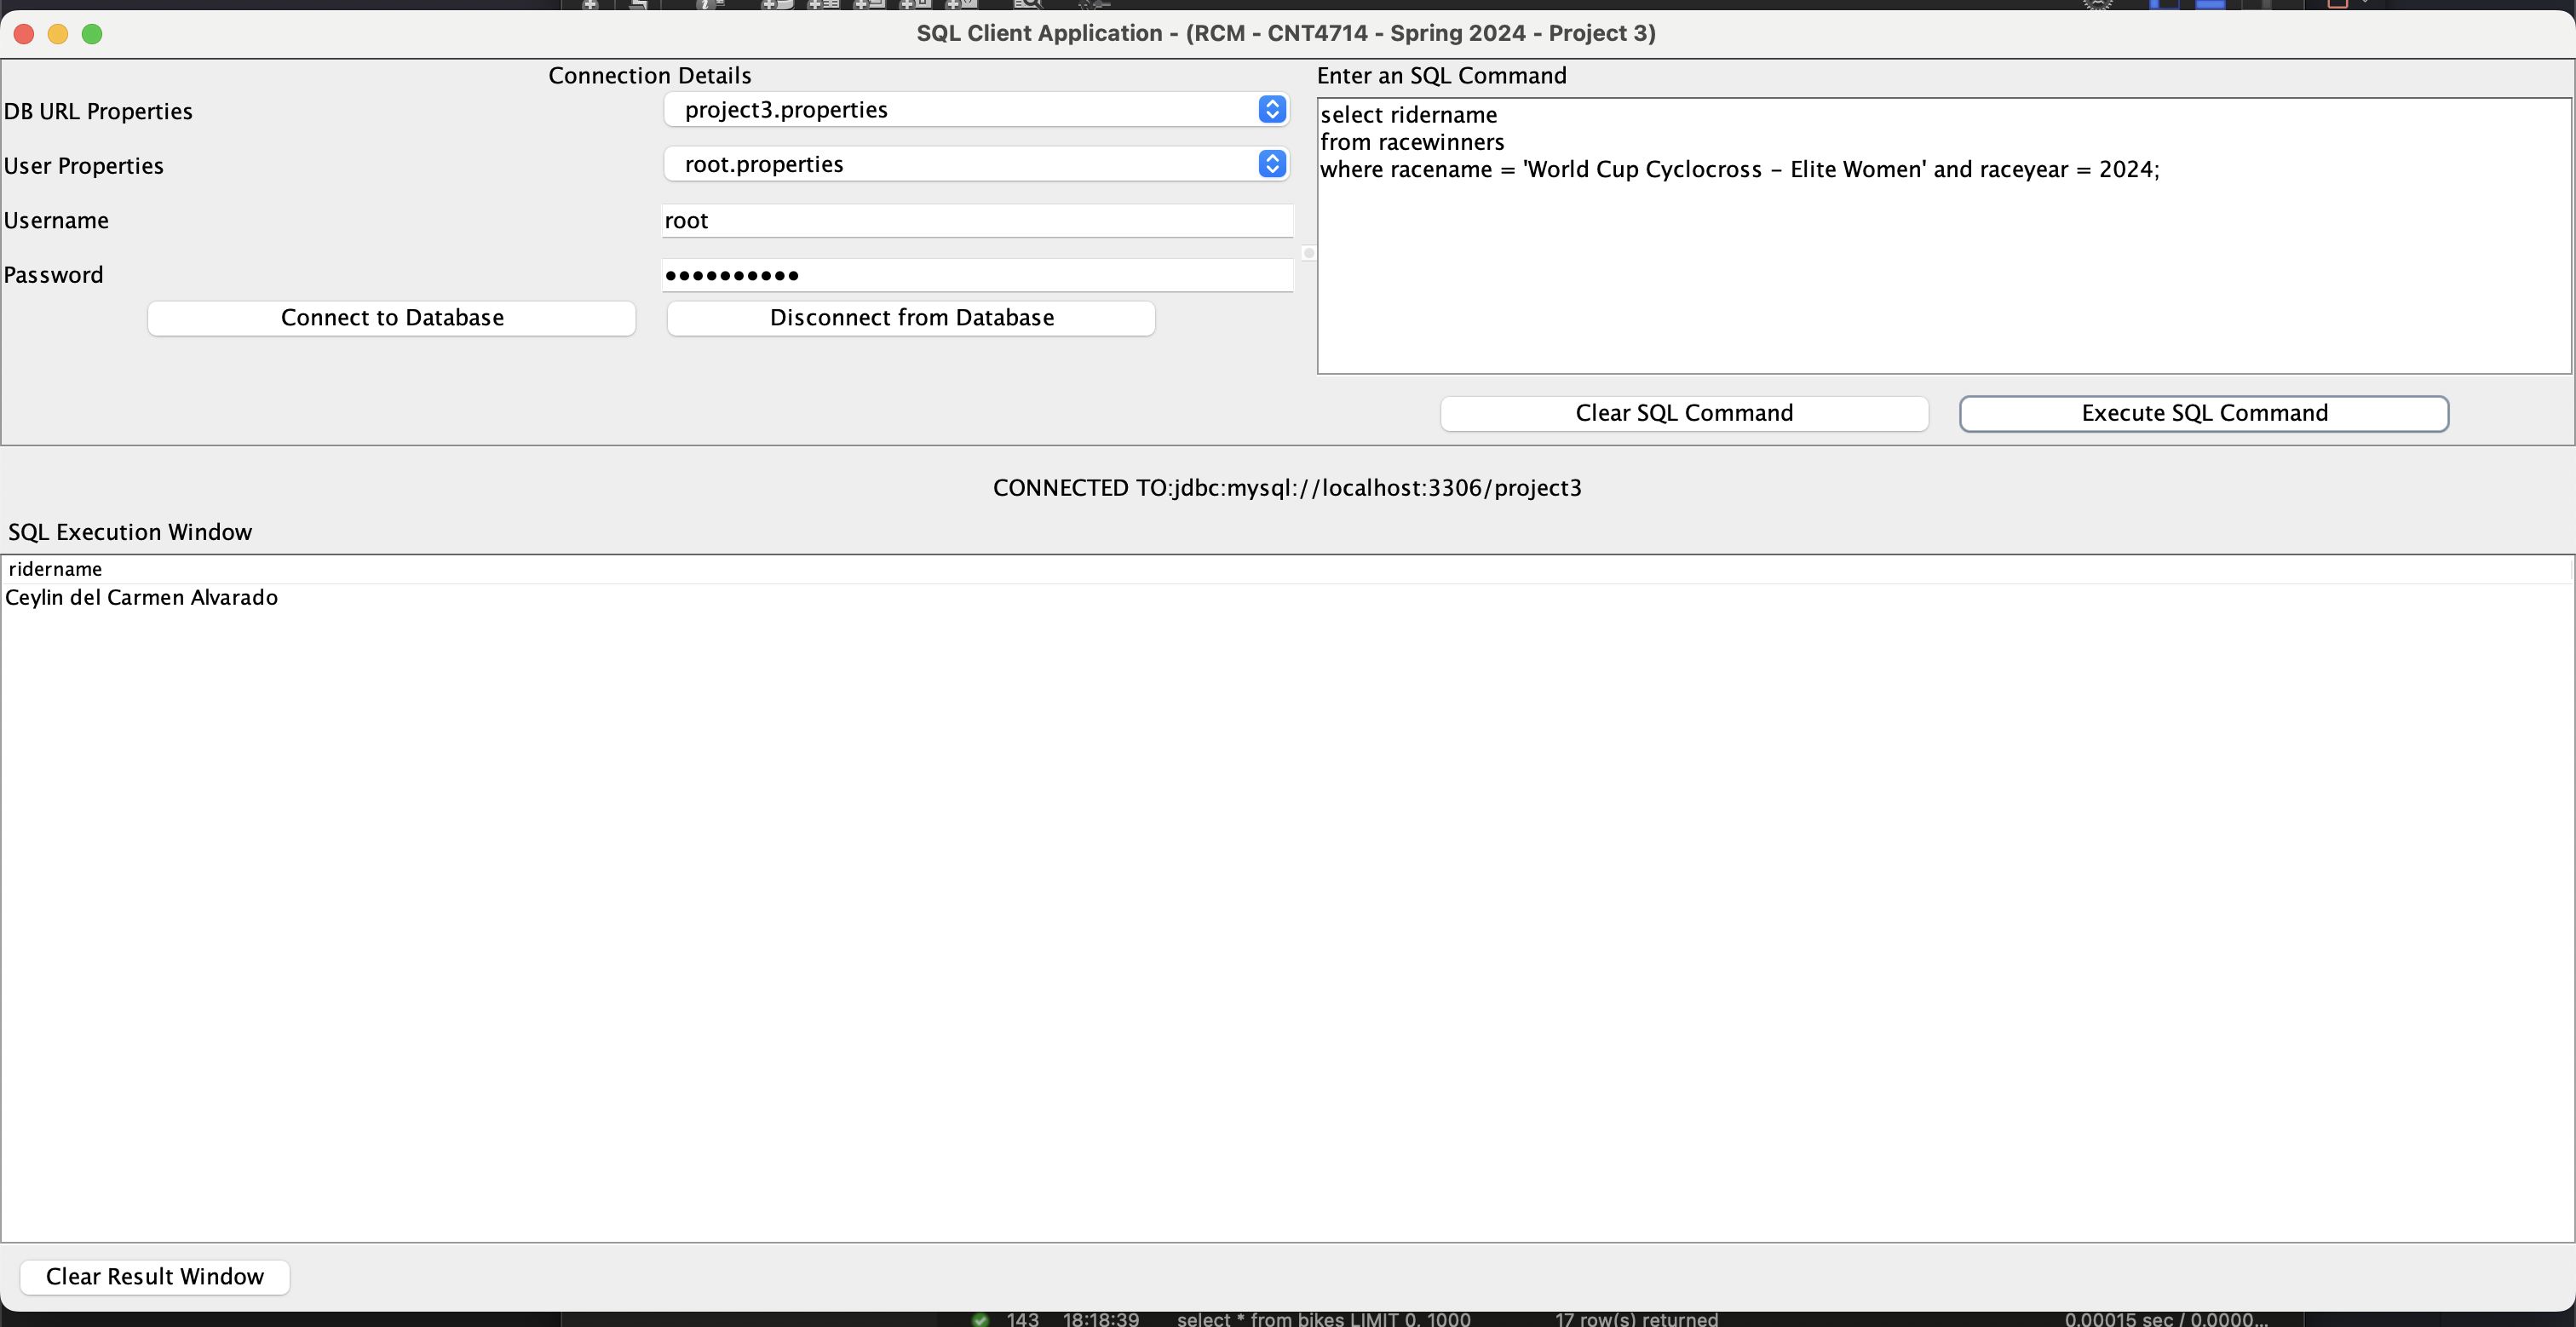 SQL Client Application - (RCM - CNT4714 - Spring 2024 - Project 3)
Connection Details
DB URL Properties
project3.properties
User Properties
root.properties
Username
root
Password
••••••••••
Connect to Database
Disconnect from Database
Enter an SQL Command
select ridername
from racewinners
where racename = 'World Cup Cyclocross - Elite Women' and raceyear = 2024;
Clear SQL Command
Execute SQL Command
CONNECTED TO:jdbc:mysql://localhost:3306/project3
SQL Execution Window
ridername
Ceylin del Carmen Alvarado
Clear Result Window
143 18:18:39 select * from bikes LIMIT 0, 1000 17 row(s) returned 0.00015 sec / 0.0000...